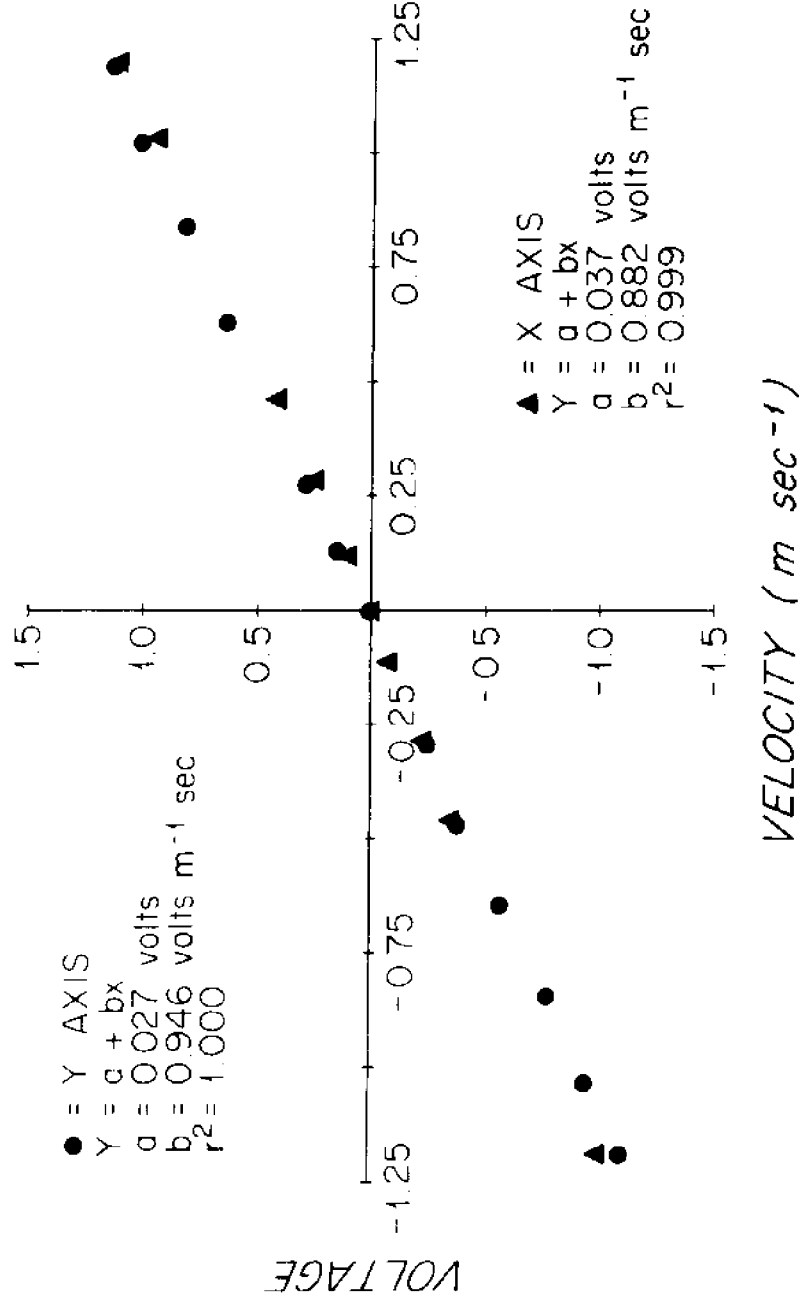 ● = Y AXIS
Y = a + bx
a = 0.027 volts
b = 0.946 volts m⁻¹ sec
r² = 1.000
1.5
1.0
0.5
-0.5
-1.0
-1.5
-1.25
-0.75
-0.25
0.25
0.75
1.25
▲ = X AXIS
Y = a + bx
a = 0.037 volts
b = 0.882 volts m⁻¹ sec
r² = 0.999
VOLTAGE
VELOCITY (m sec⁻¹)